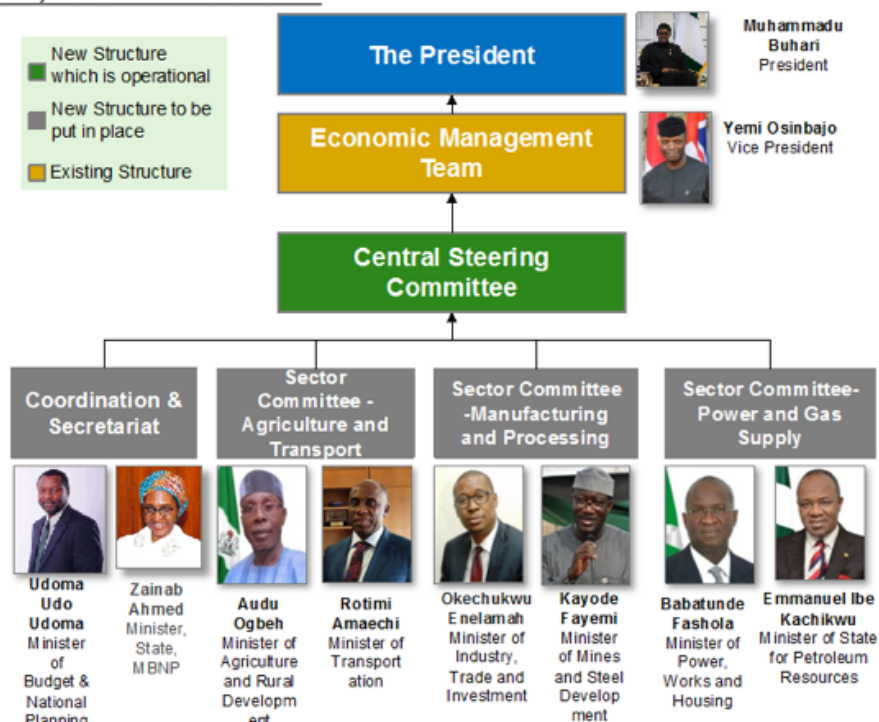 New Structure
which is operational
New Structure to be
put in place
Existing Structure
The President
Muhammadu
Buhari
President
Economic Management
Team
Yemi Osinbajo
Vice President
Central Steering
Committee
Coordination &
Secretariat
Sector
Committee -
Agriculture and
Transport
Sector Committee
-Manufacturing
and Processing
Sector Committee-
Power and Gas
Supply
Udoma
Udo
Udoma
Minister
of
Budget &
National
Planning
Zainab
Ahmed
Minister,
State,
MBNP
Audu
Ogbeh
Minister of
Agriculture
and Rural
Developm
ent
Rotimi
Amaechi
Minister of
Transport
ation
Okechukwu
Enelamah
Minister of
Industry,
Trade and
Investment
Kayode
Fayemi
Minister
of Mines
and Steel
Develop
ment
Babatunde
Fashola
Minister of
Power,
Works and
Housing
Emmanuel Ibe
Kachikwu
Minister of State
for Petroleum
Resources